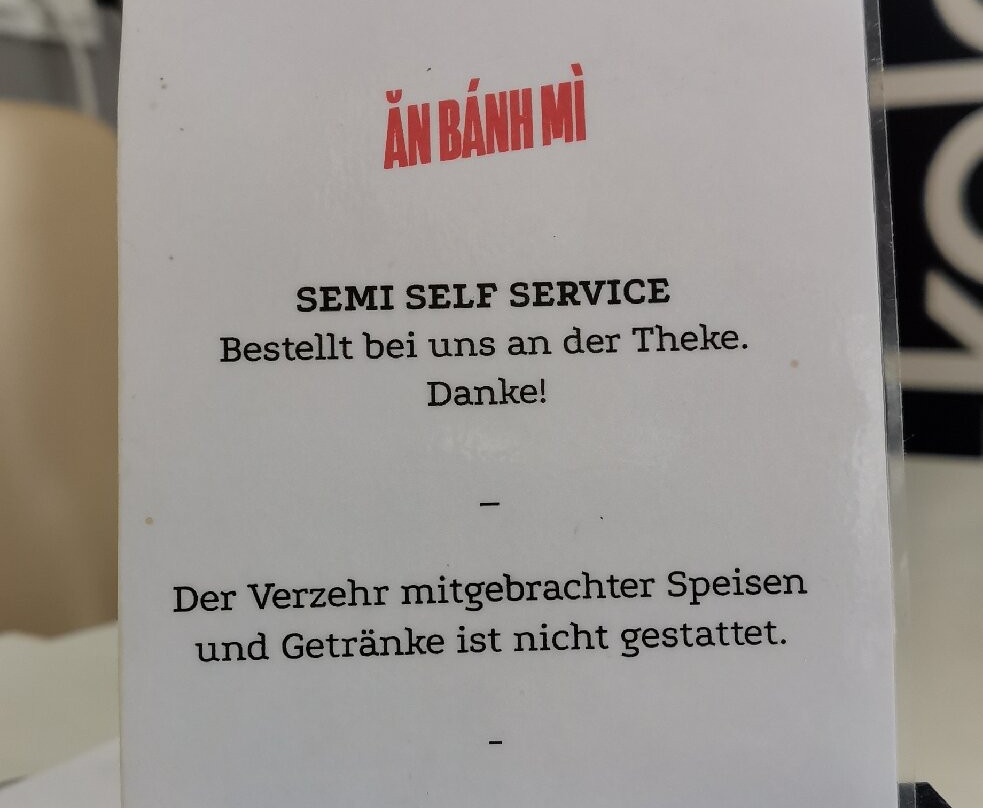 ĂN BÁNH MÌ
SEMI SELF SERVICE
Bestellt bei uns an der Theke.
Danke!
–
Der Verzehr mitgebrachter Speisen
und Getränke ist nicht gestattet.
–